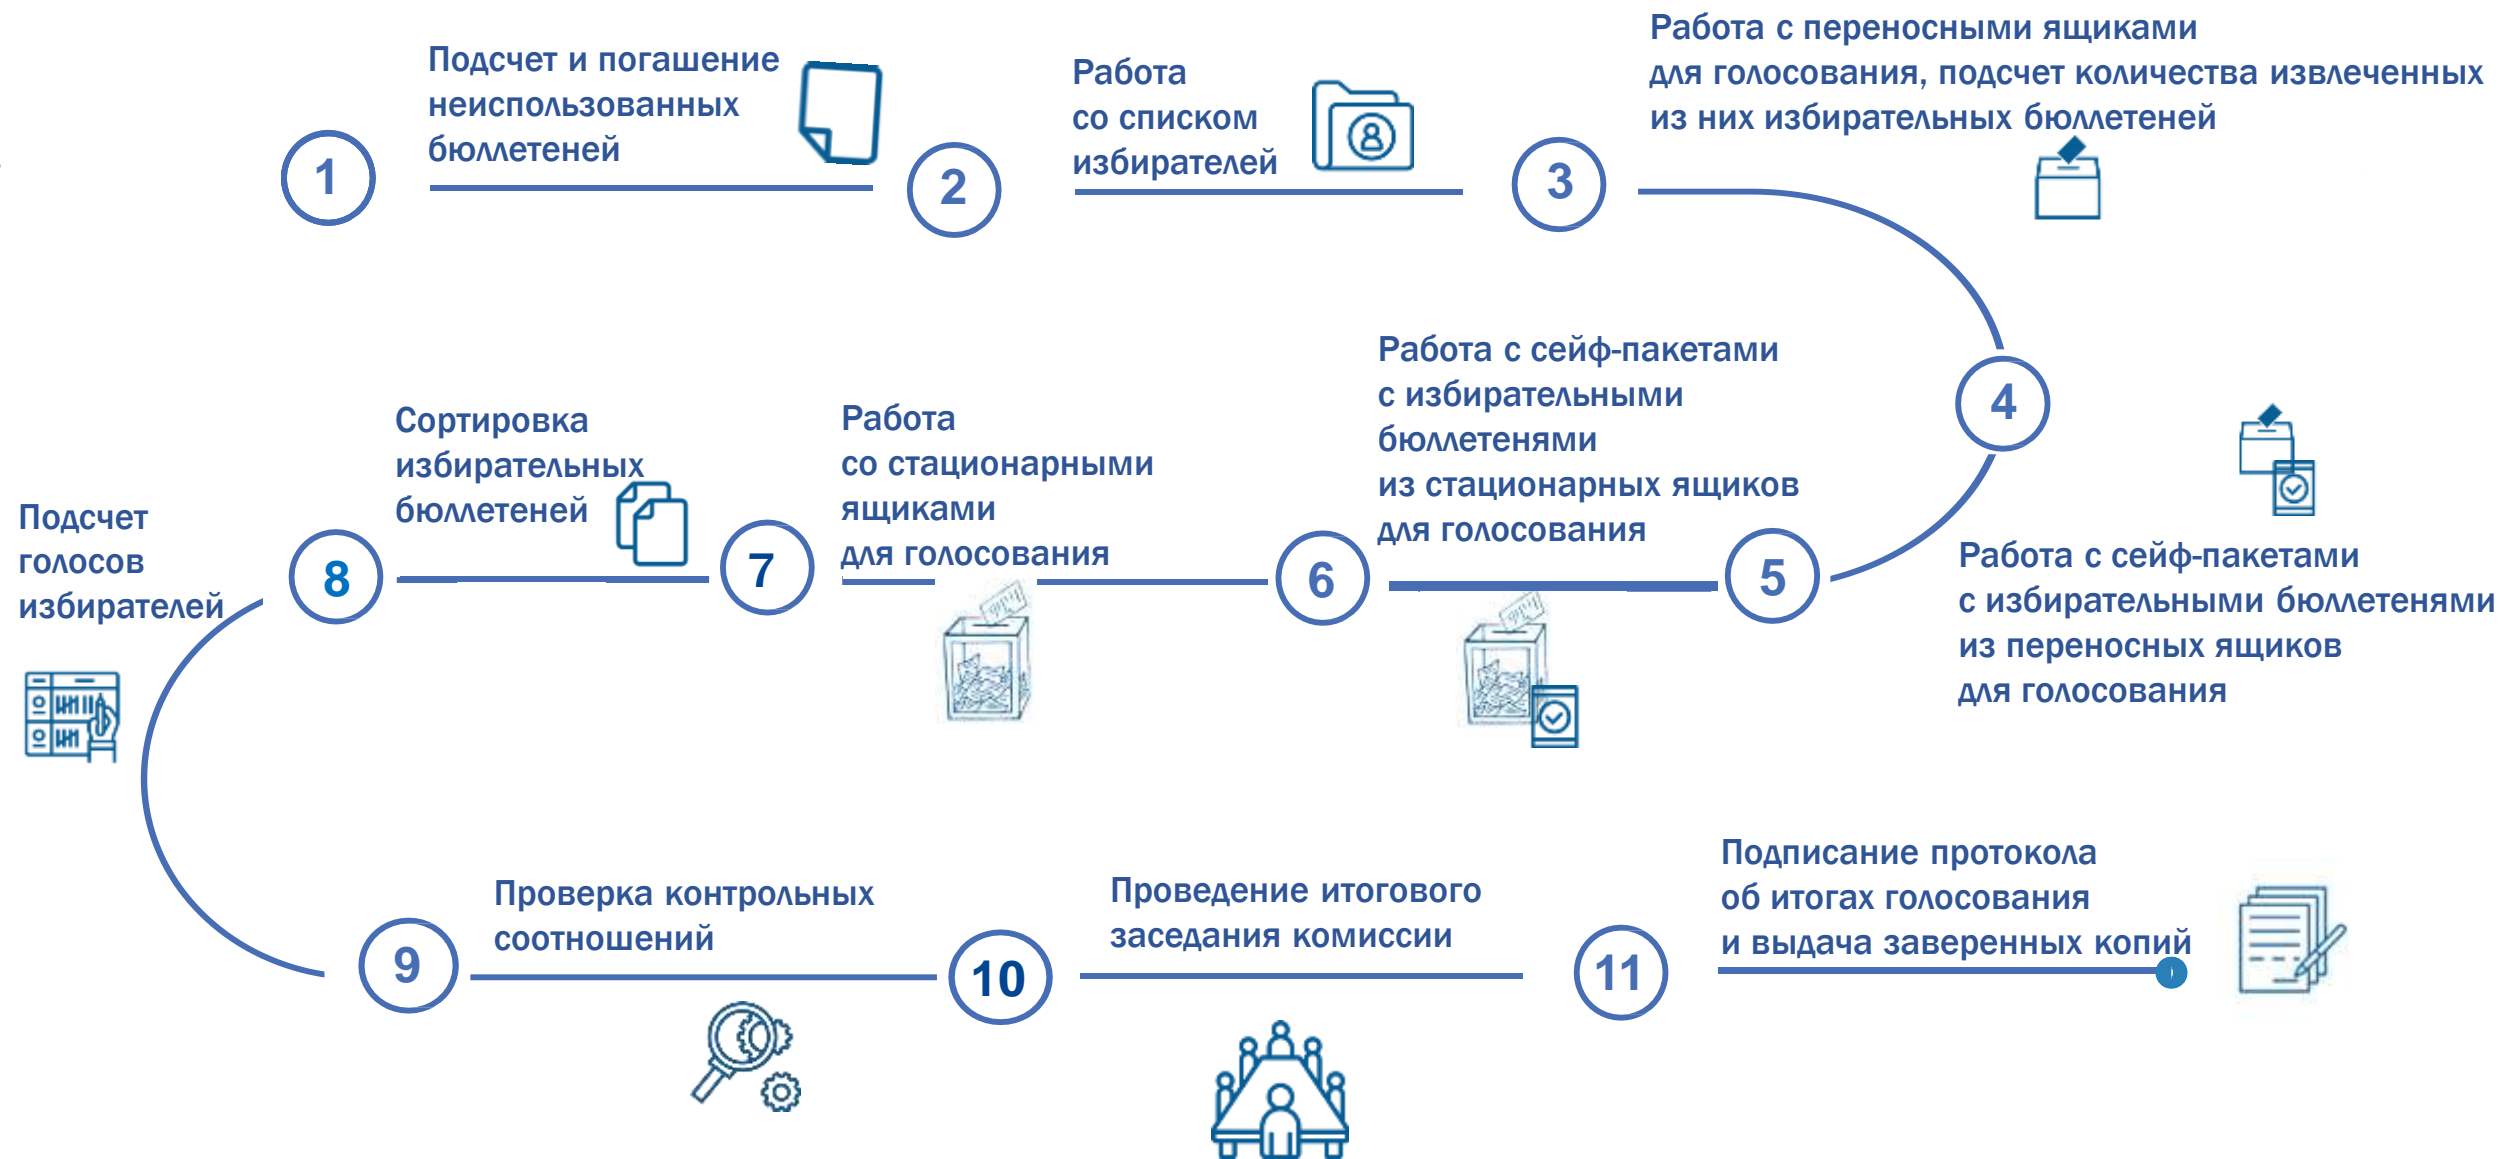 1
Подсчет и погашение
неиспользованных
бюллетеней
2
Работа
со списком
избирателей
3
Работа с переносными ящиками
для голосования, подсчет количества извлеченных
из них избирательных бюллетеней
4
Работа с сейф-пакетами
с избирательными бюллетенями
из переносных ящиков
для голосования
5
Работа с сейф-пакетами
с избирательными
бюллетенями
из стационарных ящиков
для голосования
6
Работа
со стационарными
ящиками
для голосования
7
Сортировка
избирательных
бюллетеней
8
Подсчет
голосов
избирателей
9
Проверка контрольных
соотношений
10
Проведение итогового
заседания комиссии
11
Подписание протокола
об итогах голосования
и выдача заверенных копий